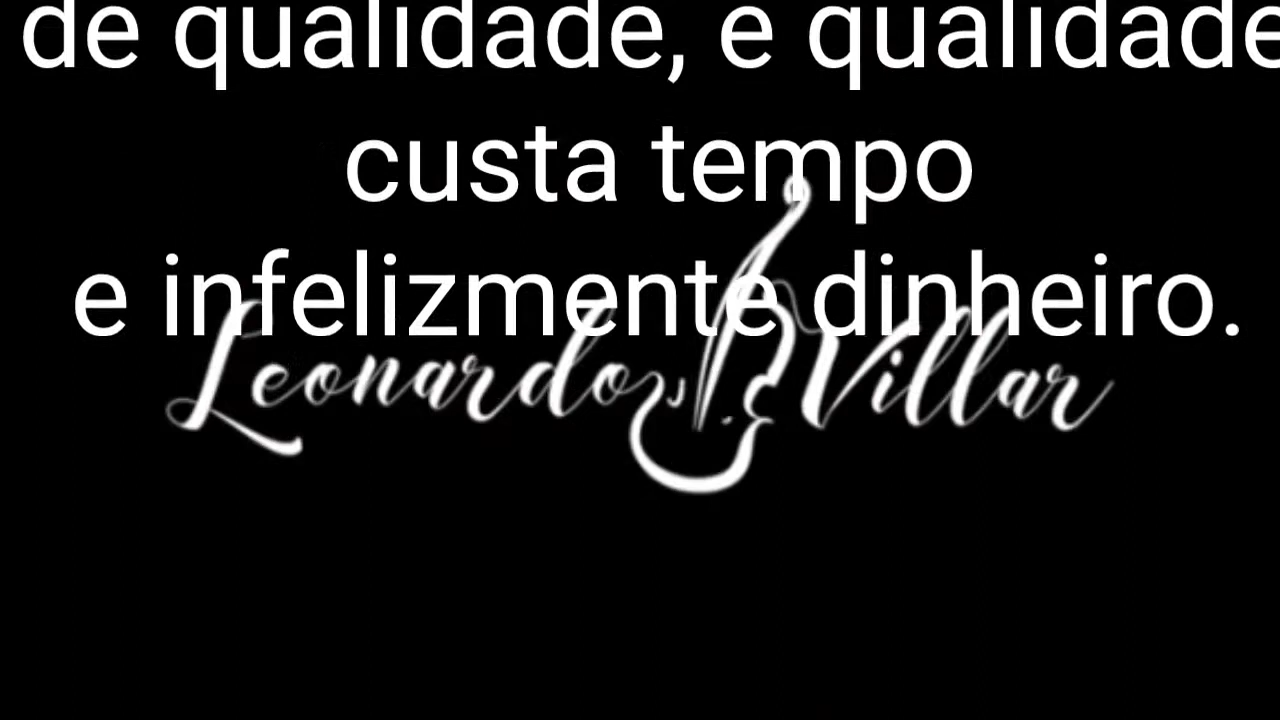 de qualidade, e qualidade
custa tempo
e infelizmente dinheiro.
Leonardo Villar